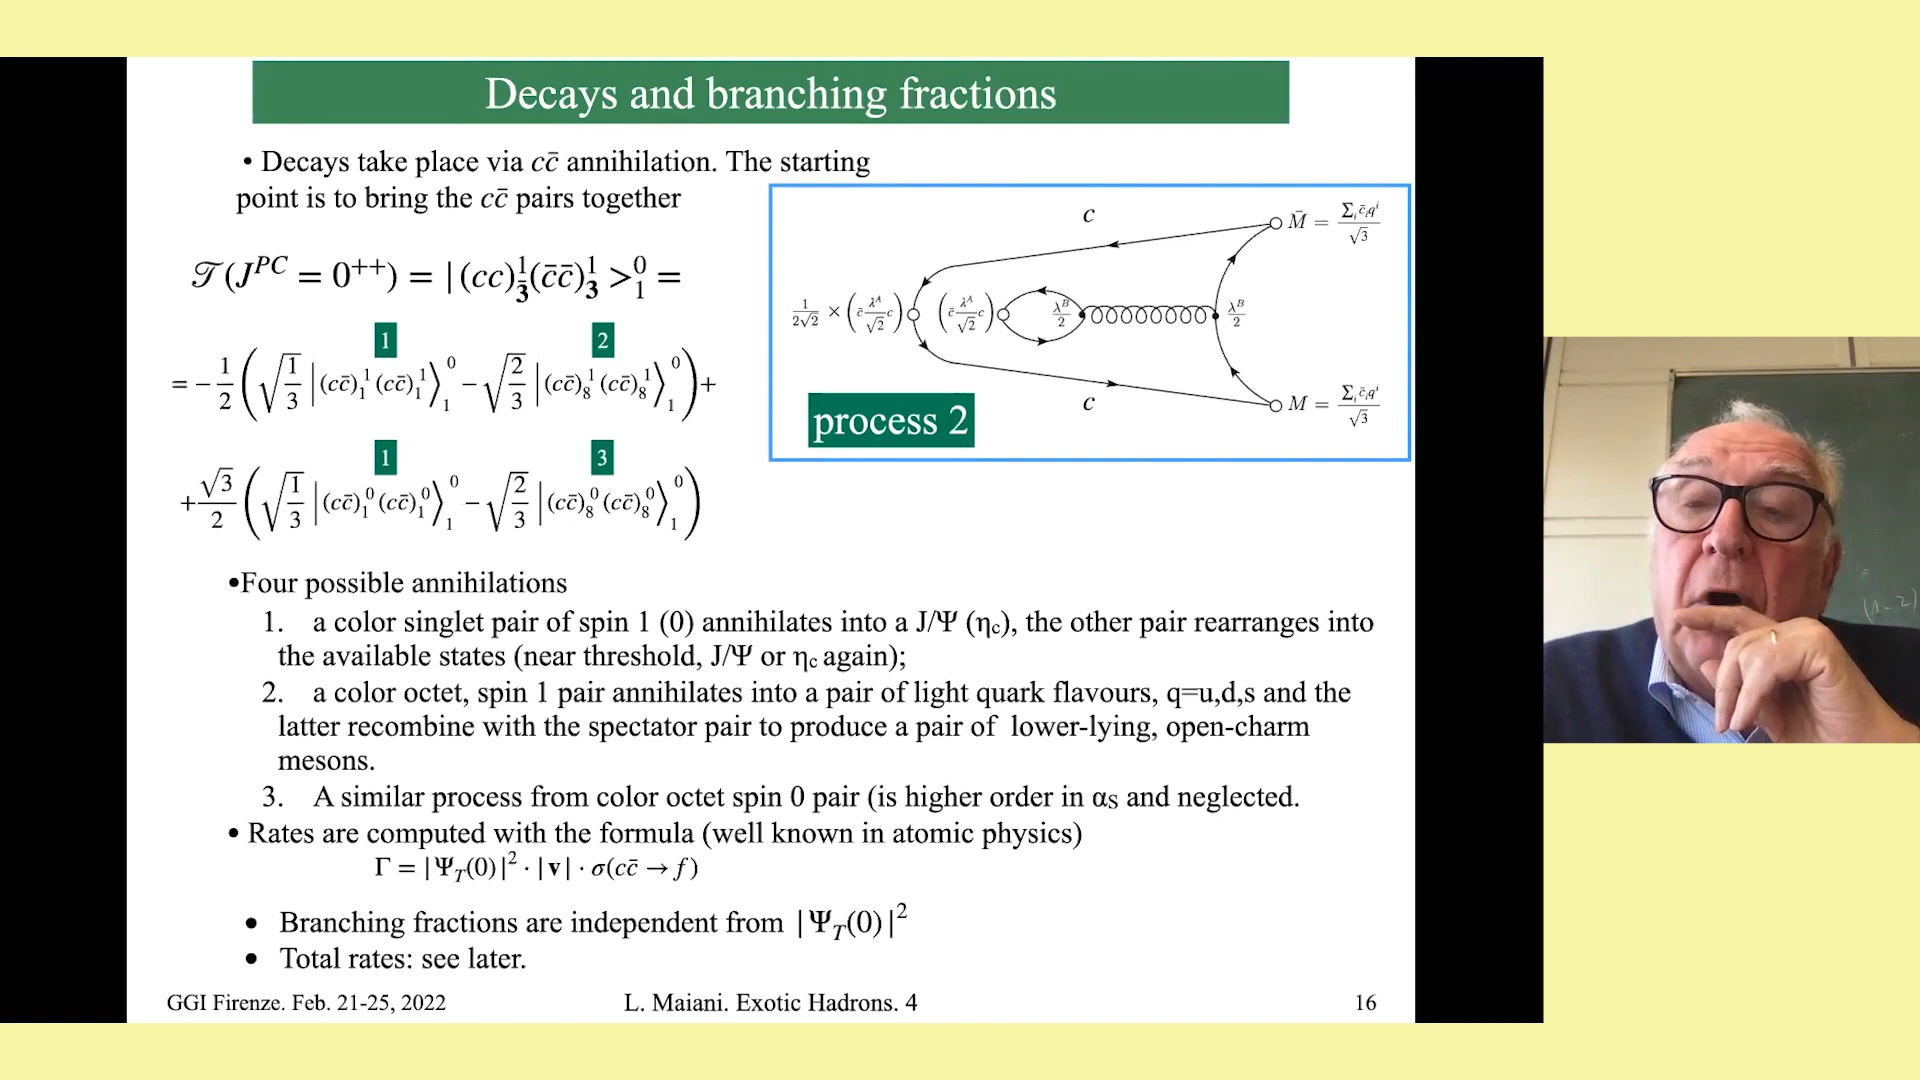 Decays and branching fractions
• Decays take place via cc̄ annihilation. The starting
point is to bring the cc̄ pairs together
𝒯(J^{PC} = 0^{++}) = |(cc)^1_{3̄}(c̄c̄)^1_3 >^0_1 =
1 2
= −1/2(√(1/3) |(cc̄)^1_1(cc̄)^1_1⟩^0_1 − √(2/3) |(cc̄)^1_8(cc̄)^1_8⟩^0_1)+
1 3
+√3/2(√(1/3) |(cc̄)^0_1(cc̄)^0_1⟩^0_1 − √(2/3) |(cc̄)^0_8(cc̄)^0_8⟩^0_1)
c
M̄ = Σ_i c̄_i q^i/√3
1/2√2 × (c̄ λ^A/√2 c) (c̄ λ^A/√2 c) λ^B/2 λ^B/2
c
M = Σ_i c̄_i q^i/√3
process 2
•Four possible annihilations
1. a color singlet pair of spin 1 (0) annihilates into a J/Ψ (ηc), the other pair rearranges into
the available states (near threshold, J/Ψ or ηc again);
2. a color octet, spin 1 pair annihilates into a pair of light quark flavours, q=u,d,s and the
latter recombine with the spectator pair to produce a pair of lower-lying, open-charm
mesons.
3. A similar process from color octet spin 0 pair (is higher order in αS and neglected.
• Rates are computed with the formula (well known in atomic physics)
Γ = |Ψ_T(0)|^2 · |v| · σ(cc̄ → f)
• Branching fractions are independent from |Ψ_T(0)|^2
• Total rates: see later.
GGI Firenze. Feb. 21-25, 2022 L. Maiani. Exotic Hadrons. 4 16